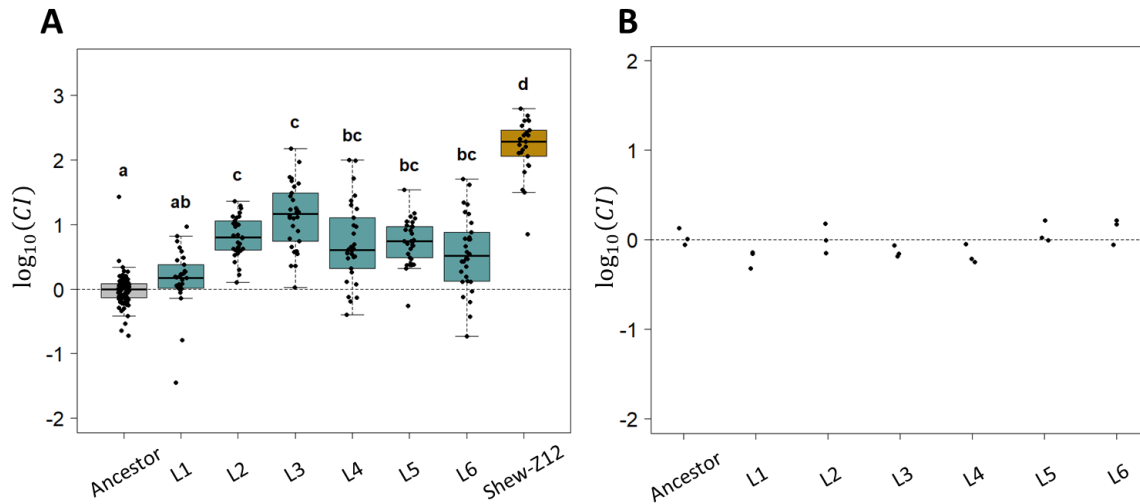 A
log10(CI)
3
2
1
0
-1
-2
a
ab
c
c
bc
bc
bc
d
Ancestor
L1
L2
L3
L4
L5
L6
Shew-Z12
B
log10(CI)
2
1
0
-1
-2
Ancestor
L1
L2
L3
L4
L5
L6